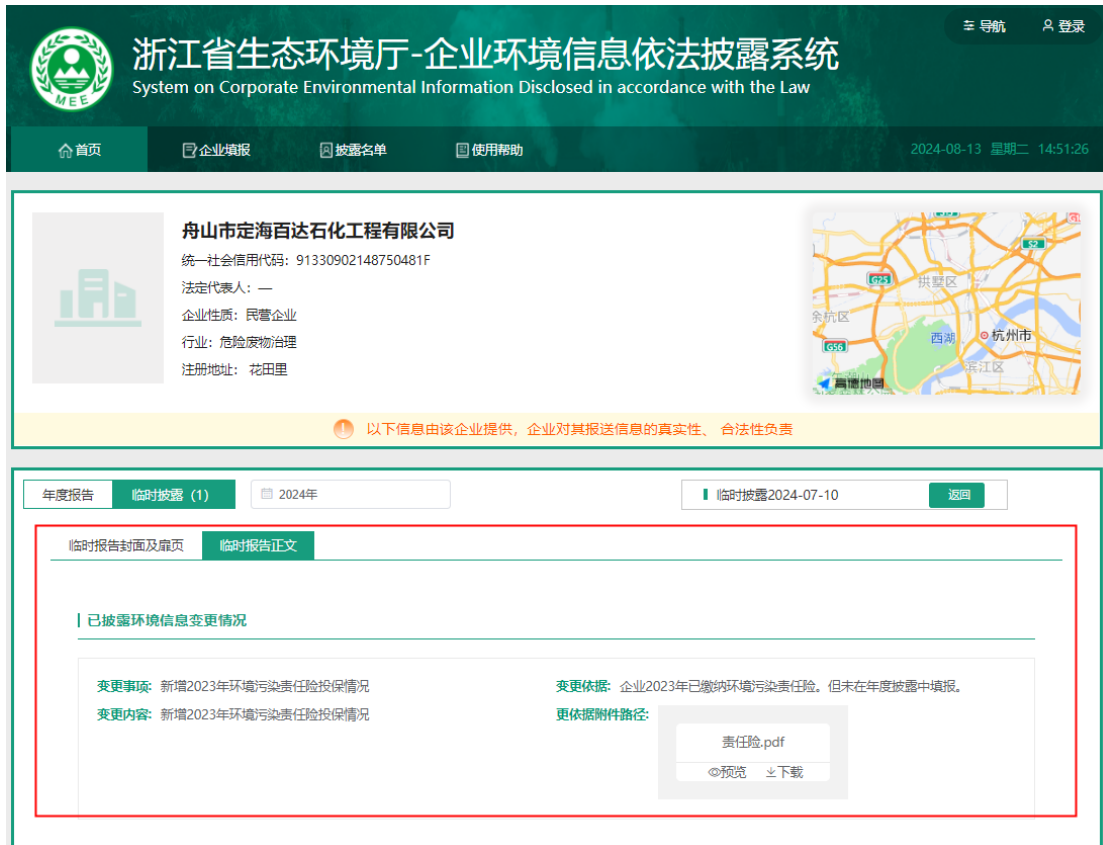 导航 登录
浙江省生态环境厅-企业环境信息依法披露系统
System on Corporate Environmental Information Disclosed in accordance with the Law
MEE
首页 企业填报 披露名单 使用帮助 2024-08-13 星期二 14:51:26
舟山市定海百达石化工程有限公司
统一社会信用代码：91330902148750481F
法定代表人：—
企业性质：民营企业
行业：危险废物治理
注册地址： 花田里
S2
G25
拱墅区
余杭区
G56
西湖
杭州市
滨江区
高德地图
以下信息由该企业提供，企业对其报送信息的真实性、 合法性负责
年度报告 临时披露（1） 2024年 临时披露2024-07-10 返回
临时报告封面及扉页 临时报告正文
已披露环境信息变更情况
变更事项: 新增2023年环境污染责任险投保情况 变更依据: 企业2023年已缴纳环境污染责任险。但未在年度披露中填报。
变更内容: 新增2023年环境污染责任险投保情况 更依据附件路径:
责任险.pdf
预览 下载